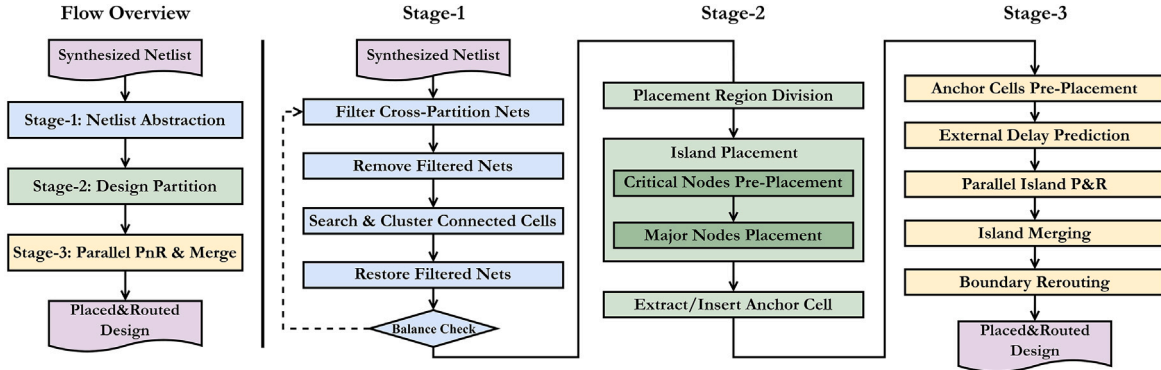 Flow Overview
Synthesized Netlist
Stage-1: Netlist Abstraction
Stage-2: Design Partition
Stage-3: Parallel PnR & Merge
Placed&Routed
Design
Stage-1
Synthesized Netlist
Filter Cross-Partition Nets
Remove Filtered Nets
Search & Cluster Connected Cells
Restore Filtered Nets
Balance Check
Stage-2
Placement Region Division
Island Placement
Critical Nodes Pre-Placement
Major Nodes Placement
Extract/Insert Anchor Cell
Stage-3
Anchor Cells Pre-Placement
External Delay Prediction
Parallel Island P&R
Island Merging
Boundary Rerouting
Placed&Routed
Design